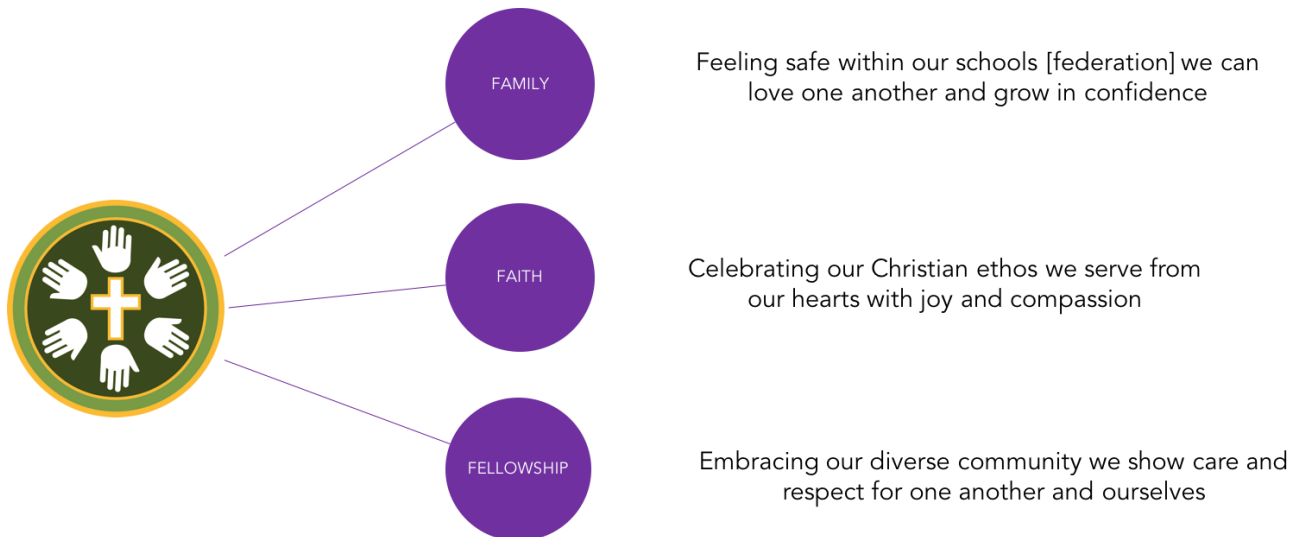 FAMILY
Feeling safe within our schools [federation] we can
love one another and grow in confidence
FAITH
Celebrating our Christian ethos we serve from
our hearts with joy and compassion
FELLOWSHIP
Embracing our diverse community we show care and
respect for one another and ourselves